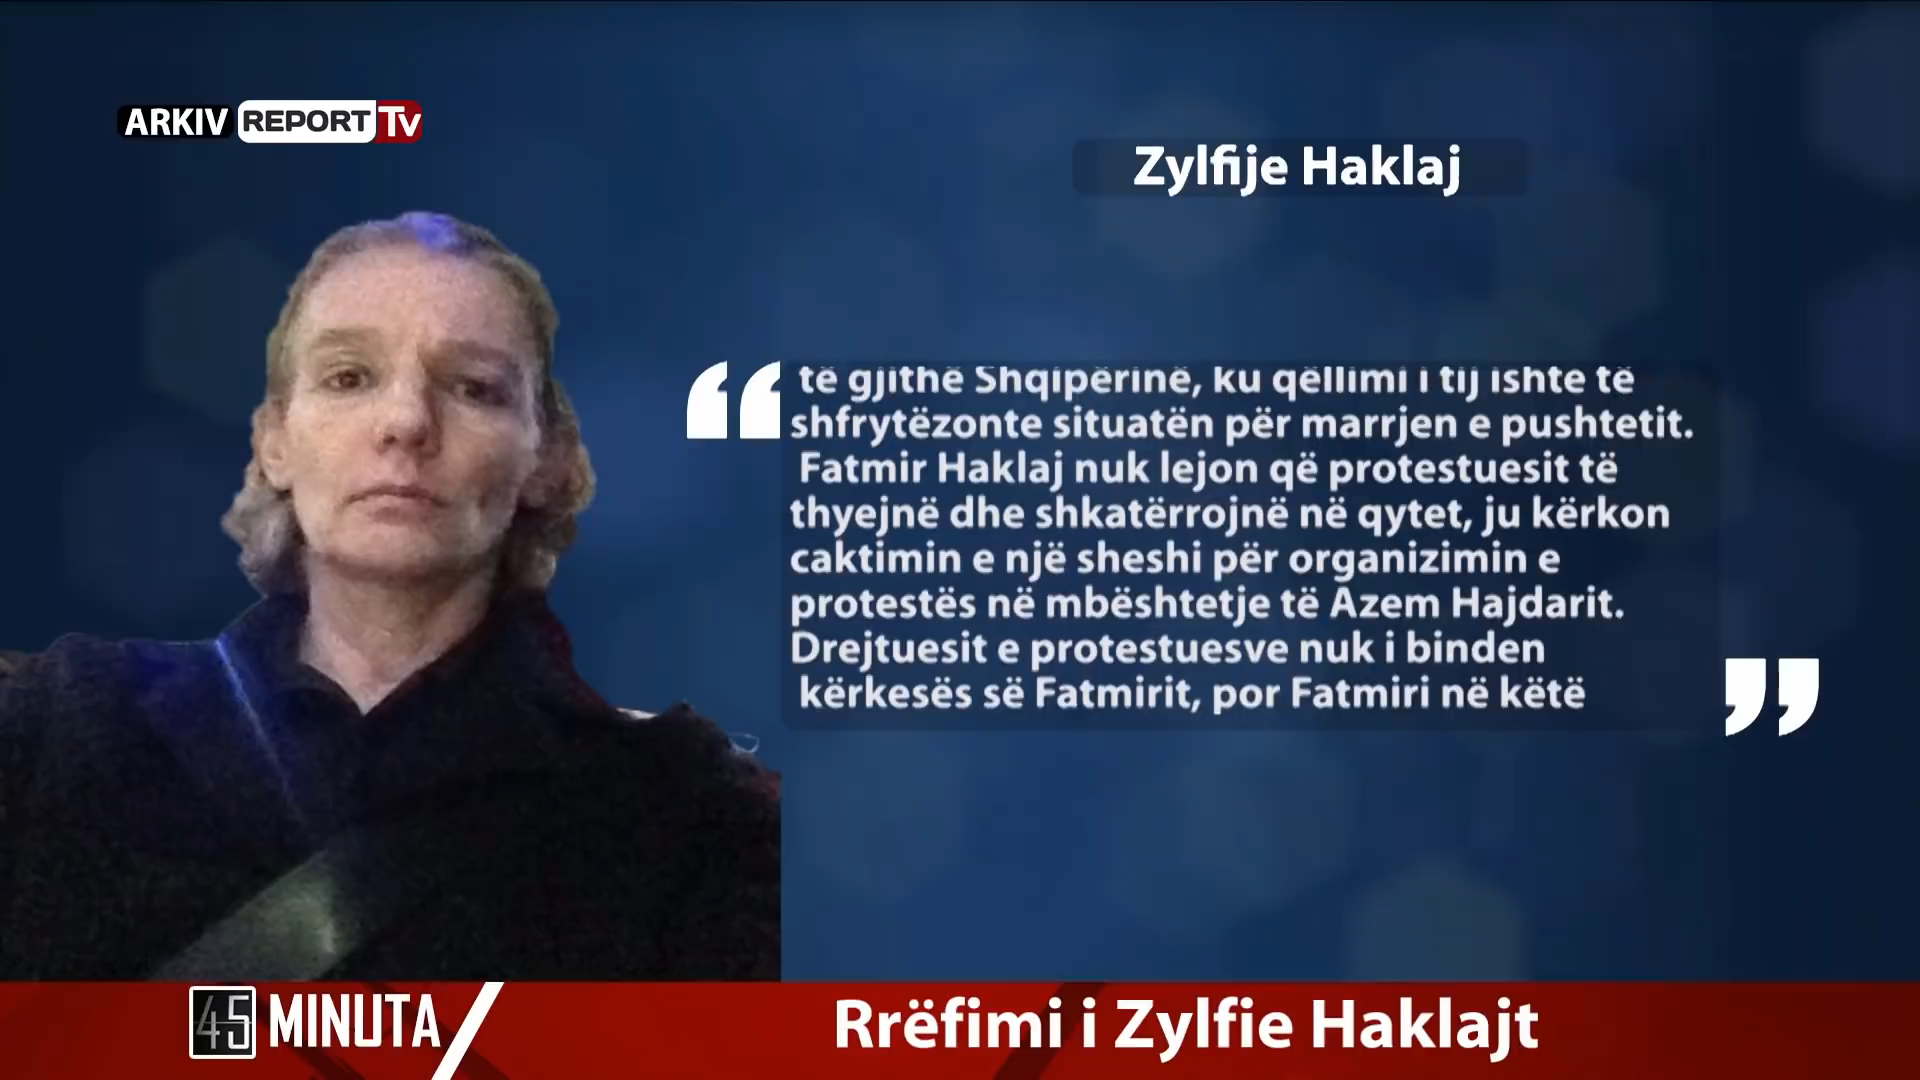 ARKIV REPORT Tv
Zylfije Haklaj
të gjithë Shqipërinë, ku qëllimi i tij ishte të
shfrytëzonte situatën për marrjen e pushtetit.
Fatmir Haklaj nuk lejon që protestuesit të
thyejnë dhe shkatërrojnë në qytet, ju kërkon
caktimin e një sheshi për organizimin e
protestës në mbështetje të Azem Hajdarit.
Drejtuesit e protestuesve nuk i binden
kërkesës së Fatmirit, por Fatmiri në këtë
45 MINUTA
Rrëfimi i Zylfie Haklajt